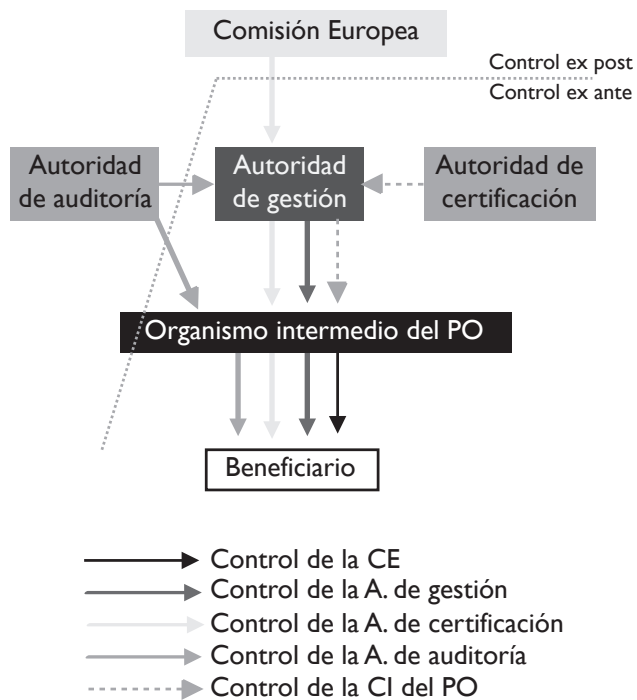 Comisión Europea
Control ex post
Control ex ante
Autoridad
de auditoría
Autoridad
de gestión
Autoridad de
certificación
Organismo intermedio del PO
Beneficiario
Control de la CE
Control de la A. de gestión
Control de la A. de certificación
Control de la A. de auditoría
Control de la CI del PO